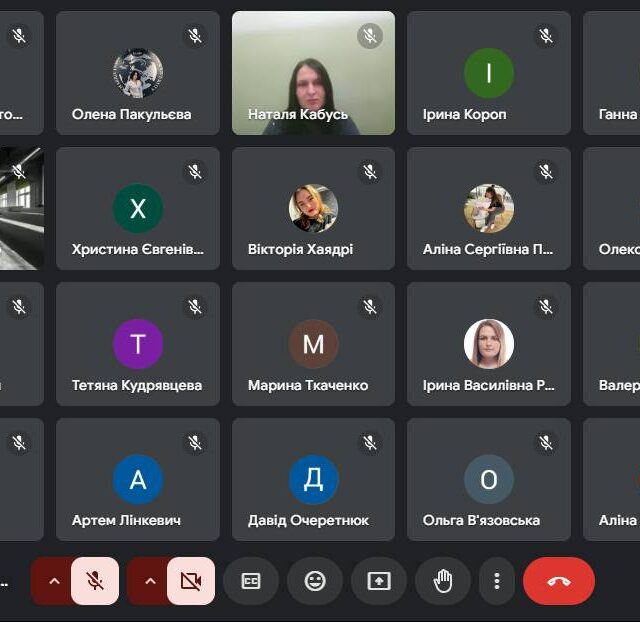 то...
Олена Пакульєва
Наталя Кабусь
І
Ірина Короп
Ганна
Х
Христина Євгенів...
Вікторія Хаядрі
Аліна Сергіївна П...
Олекс
Т
Тетяна Кудрявцева
М
Марина Ткаченко
Ірина Василівна Р...
Валер
А
Артем Лінкевич
Д
Давід Очеретнюк
О
Ольга В'язовська
Аліна
...
CC